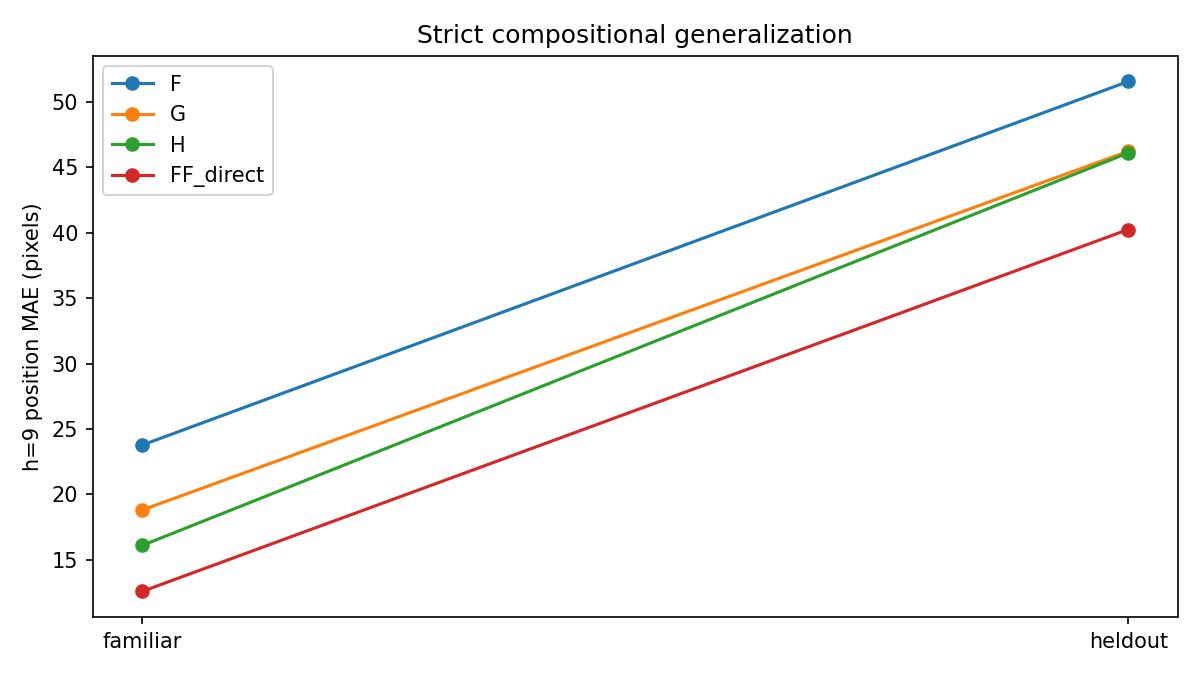 Strict compositional generalization
F
G
H
FF_direct
h=9 position MAE (pixels)
50
45
40
35
30
25
20
15
familiar
heldout